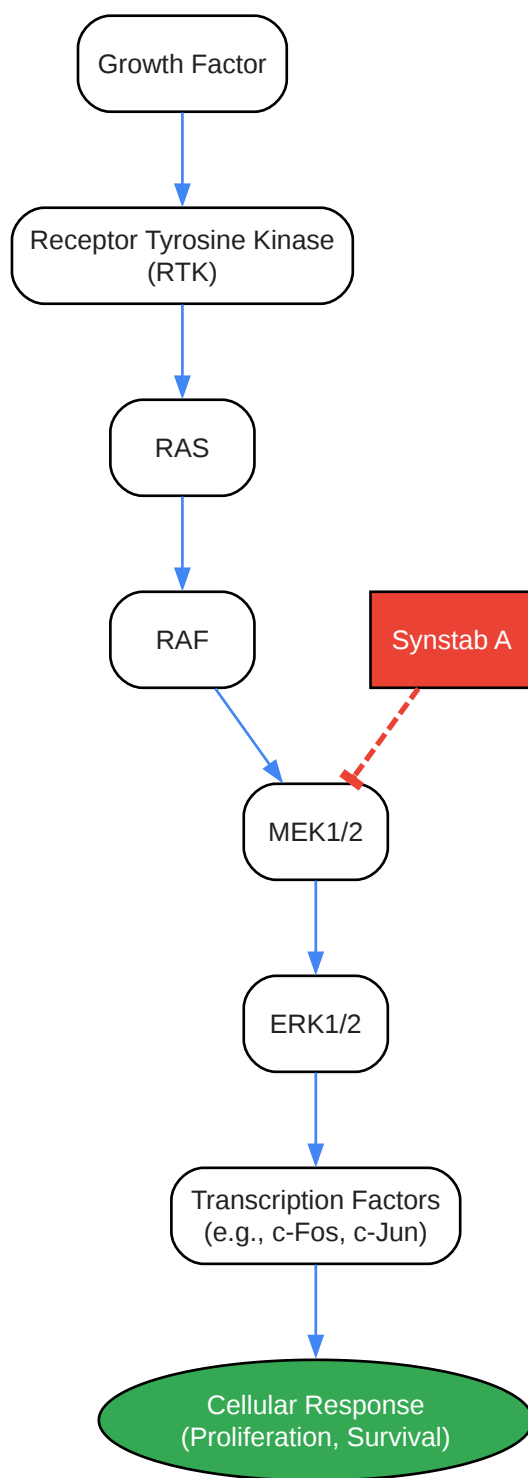 Growth Factor
Receptor Tyrosine Kinase
(RTK)
RAS
RAF
Synstab A
MEK1/2
ERK1/2
Transcription Factors
(e.g., c-Fos, c-Jun)
Cellular Response
(Proliferation, Survival)